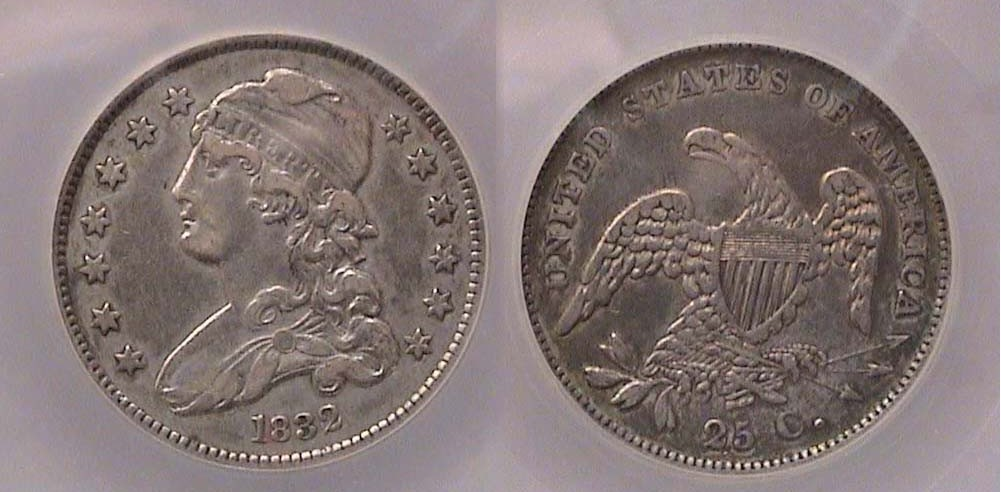 LIBERTY
1832
UNITED STATES OF AMERICA
25 C.